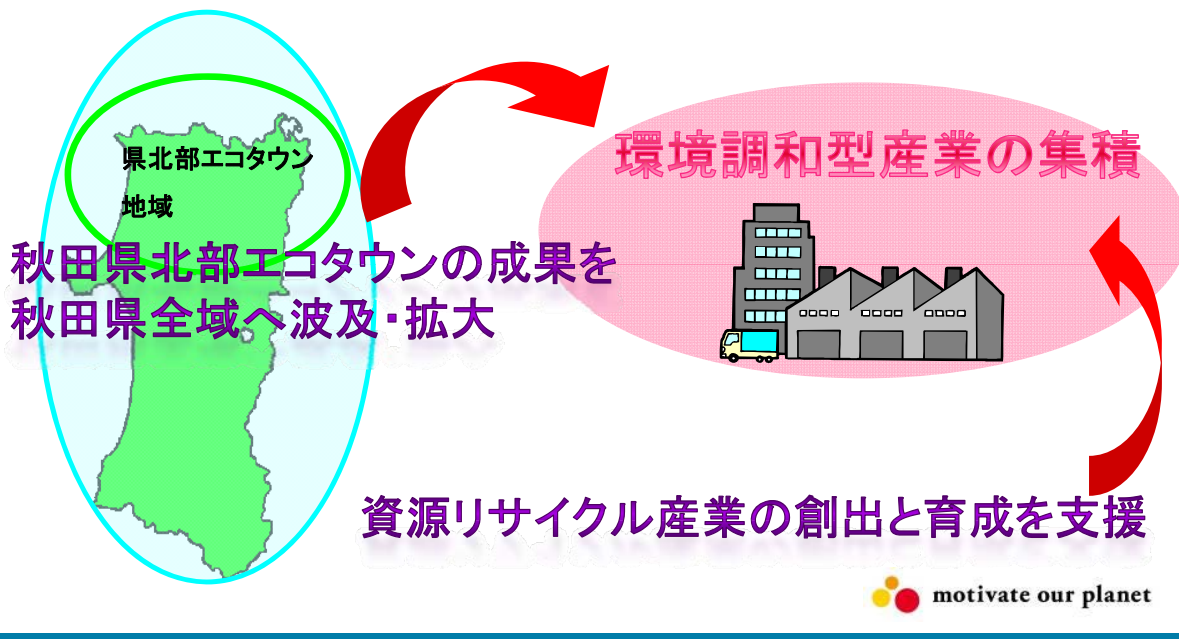 県北部エコタウン
地域
秋田県北部エコタウンの成果を
秋田県全域へ波及・拡大
環境調和型産業の集積
資源リサイクル産業の創出と育成を支援
motivate our planet